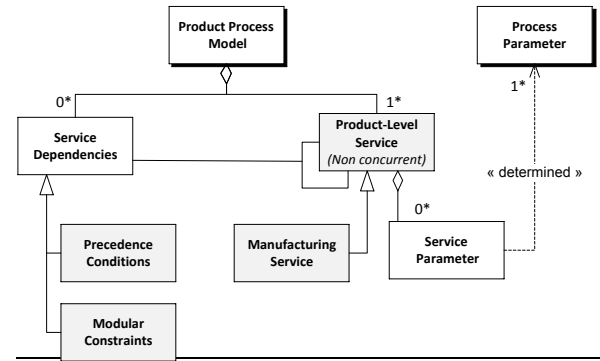 Product Process
Model
Process
Parameter
0*
1*
1*
Service
Dependencies
Product-Level
Service
(Non concurrent)
« determined »
0*
Precedence
Conditions
Manufacturing
Service
Service
Parameter
Modular
Constraints